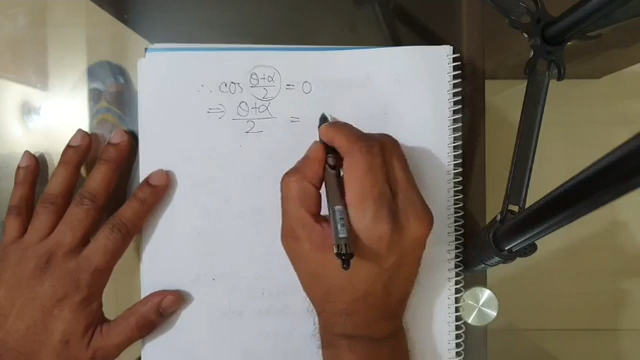 ∴ cos (θ+α)/2 = 0
⇒ (θ+α)/2 =